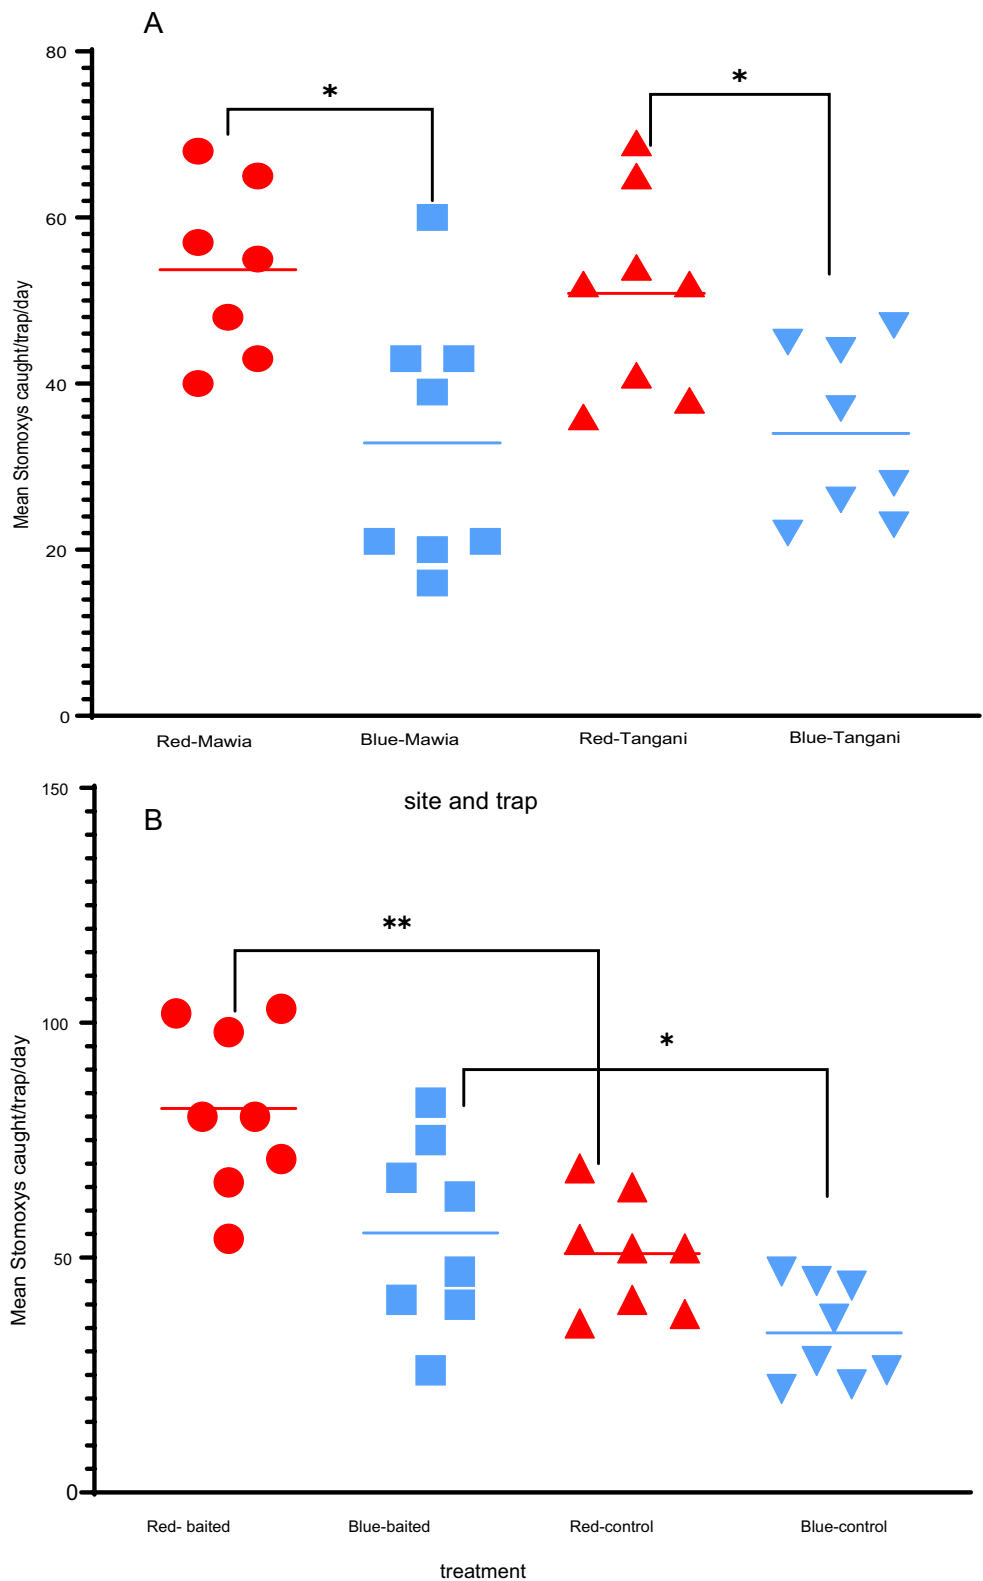 A
80
60
40
20
0
Mean Stomoxys caught/trap/day
*
*
Red-Mawia
Blue-Mawia
Red-Tangani
Blue-Tangani
site and trap
B
150
100
50
0
Mean Stomoxys caught/trap/day
**
*
Red- baited
Blue-baited
Red-control
Blue-control
treatment